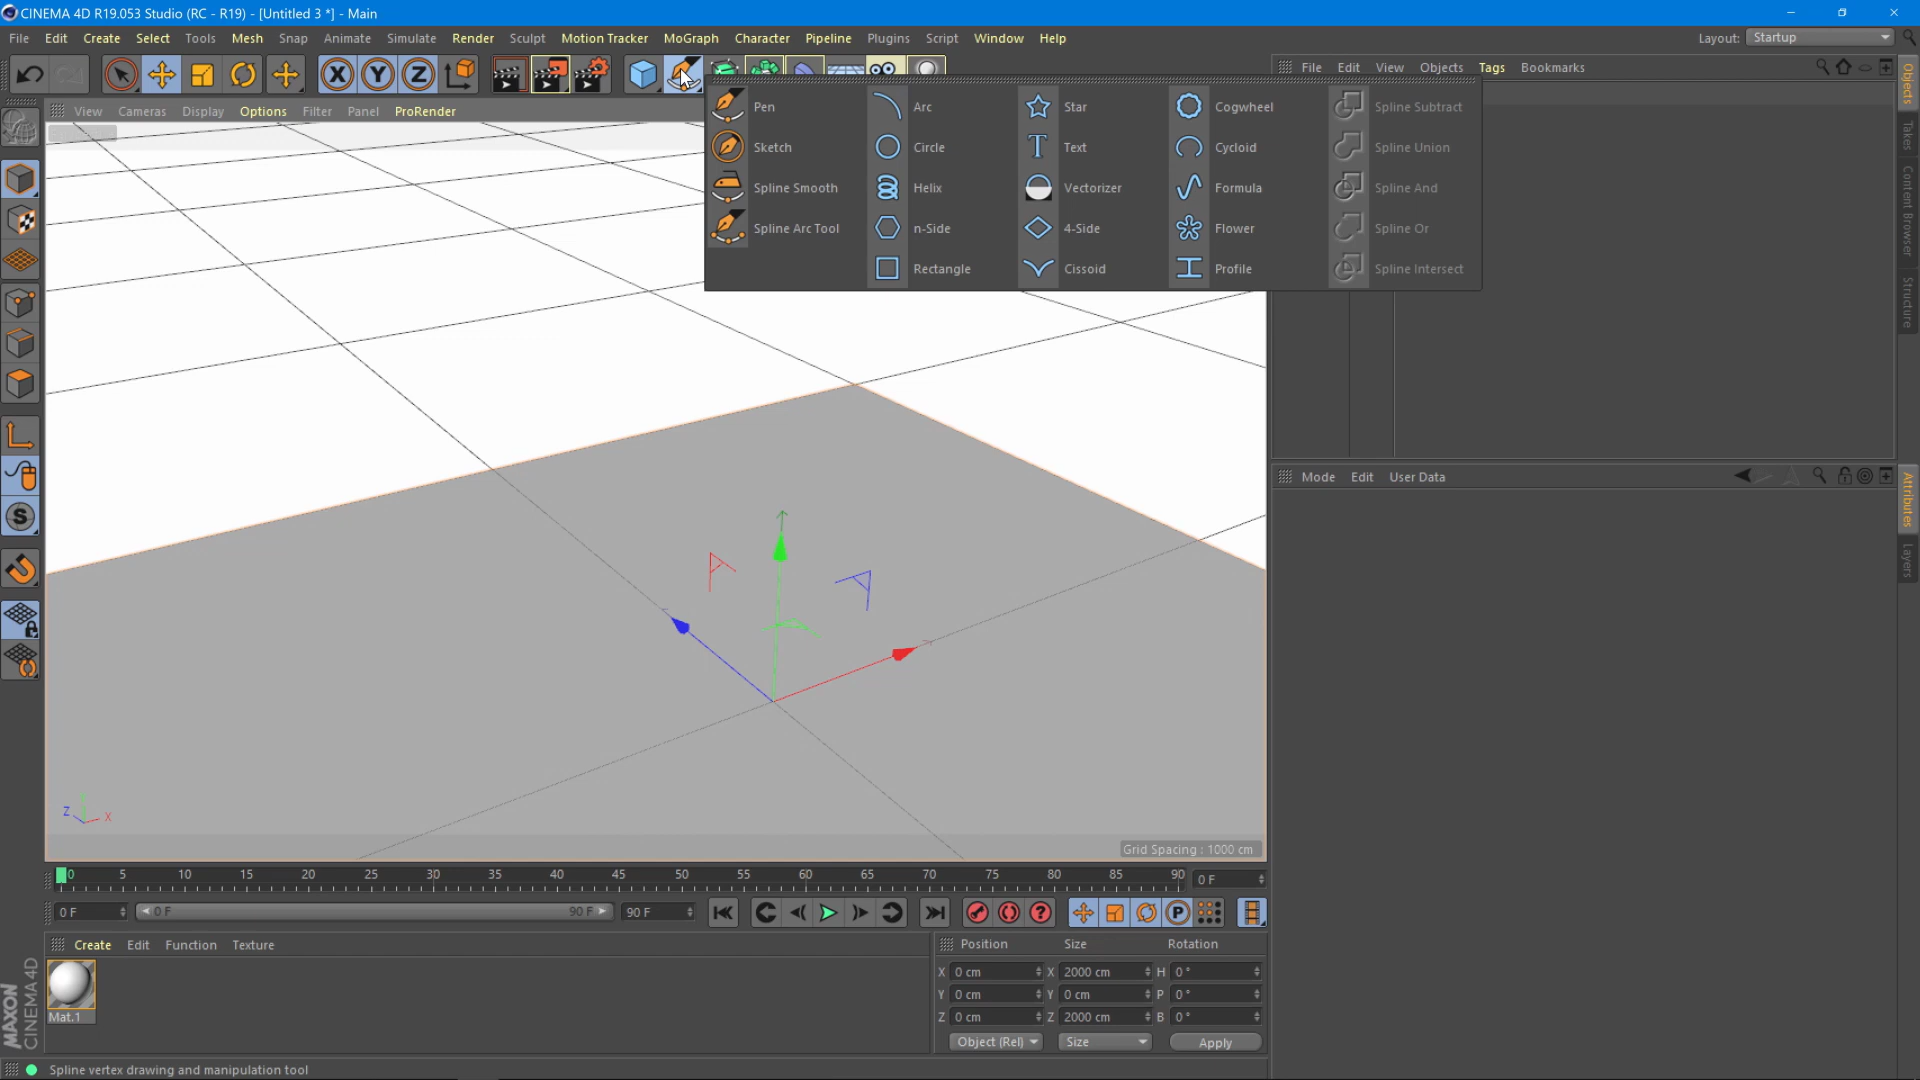 CINEMA 4D R19.053 Studio (RC - R19) - [Untitled 3 *] - Main
File Edit Create Select Tools Mesh Snap Animate Simulate Render Sculpt Motion Tracker MoGraph Character Pipeline Plugins Script Window Help
Layout: Startup
X Y Z
File Edit View Objects Tags Bookmarks
View Cameras Display Options Filter Panel ProRender
Pen Arc Star Cogwheel Spline Subtract
Sketch Circle Text Cycloid Spline Union
Spline Smooth Helix Vectorizer Formula Spline And
Spline Arc Tool n-Side 4-Side Flower Spline Or
Rectangle Cissoid Profile Spline Intersect
Objects
Takes
Content Browser
Structure
Mode Edit User Data
Attributes
Layers
S
Z X
Grid Spacing : 1000 cm
0 5 10 15 20 25 30 35 40 45 50 55 60 65 70 75 80 85 90 0 F
0 F 0 F 90 F 90 F
P
Create Edit Function Texture
Position Size Rotation
X 0 cm X 2000 cm H 0 °
Y 0 cm Y 0 cm P 0 °
Z 0 cm Z 2000 cm B 0 °
Object (Rel) Size Apply
Mat.1
MAXON
CINEMA 4D
Spline vertex drawing and manipulation tool